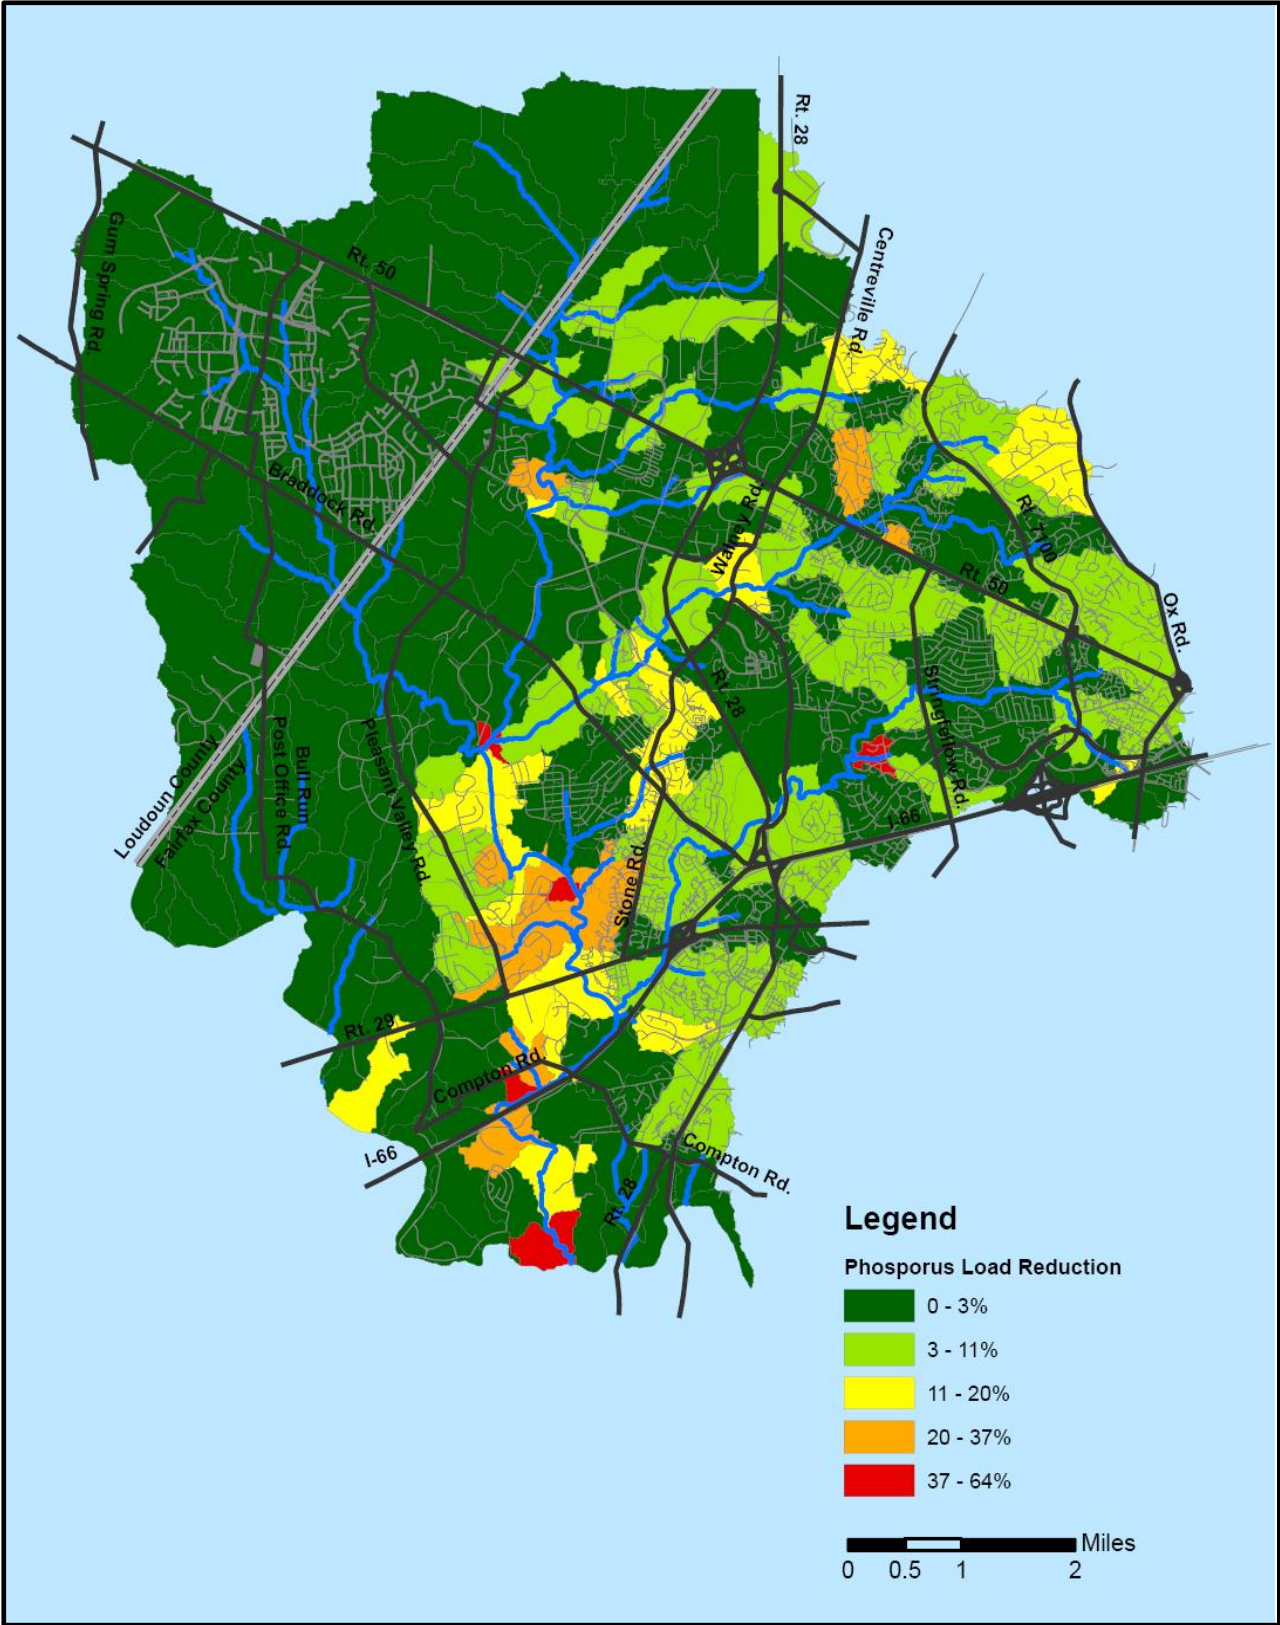 Rt. 28
Centreville Rd.
Gum Spring Rd.
Rt. 50
Braddock Rd.
Walney Rd.
Rt. 7100
Rt. 50
Ox Rd.
Rt. 28
Stringfellow Rd.
Loudoun County
Fairfax County
Post Office Rd
Bull Run
Pleasant Valley Rd.
I-66
Stone Rd.
Rt. 29
Compton Rd.
I-66
Compton Rd.
Rt. 28
Legend
Phosporus Load Reduction
0 - 3%
3 - 11%
11 - 20%
20 - 37%
37 - 64%
Miles
0 0.5 1 2